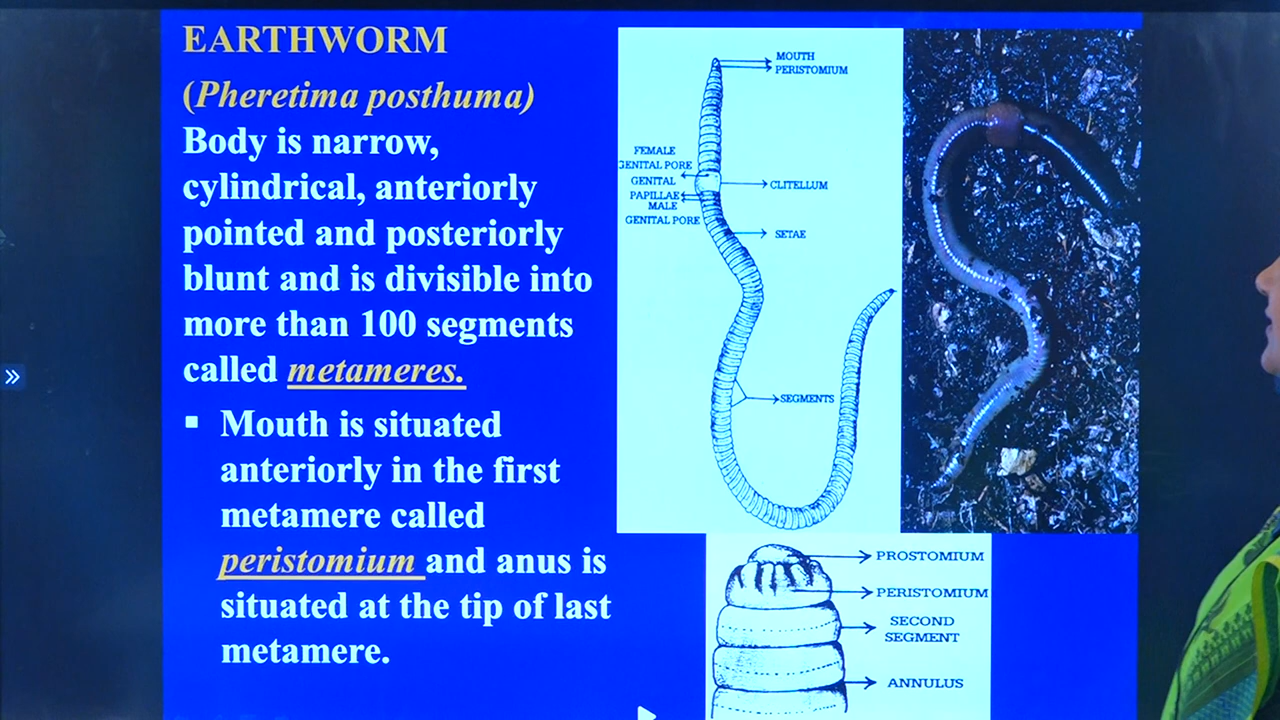 EARTHWORM
(Pheretima posthuma)
Body is narrow,
cylindrical, anteriorly
pointed and posteriorly
blunt and is divisible into
more than 100 segments
called metameres.
▪ Mouth is situated
anteriorly in the first
metamere called
peristomium and anus is
situated at the tip of last
metamere.
MOUTH
PERISTOMIUM
FEMALE
GENITAL PORE
GENITAL
PAPILLAE
MALE
GENITAL PORE
CLITELLUM
SETAE
SEGMENTS
PROSTOMIUM
PERISTOMIUM
SECOND
SEGMENT
ANNULUS